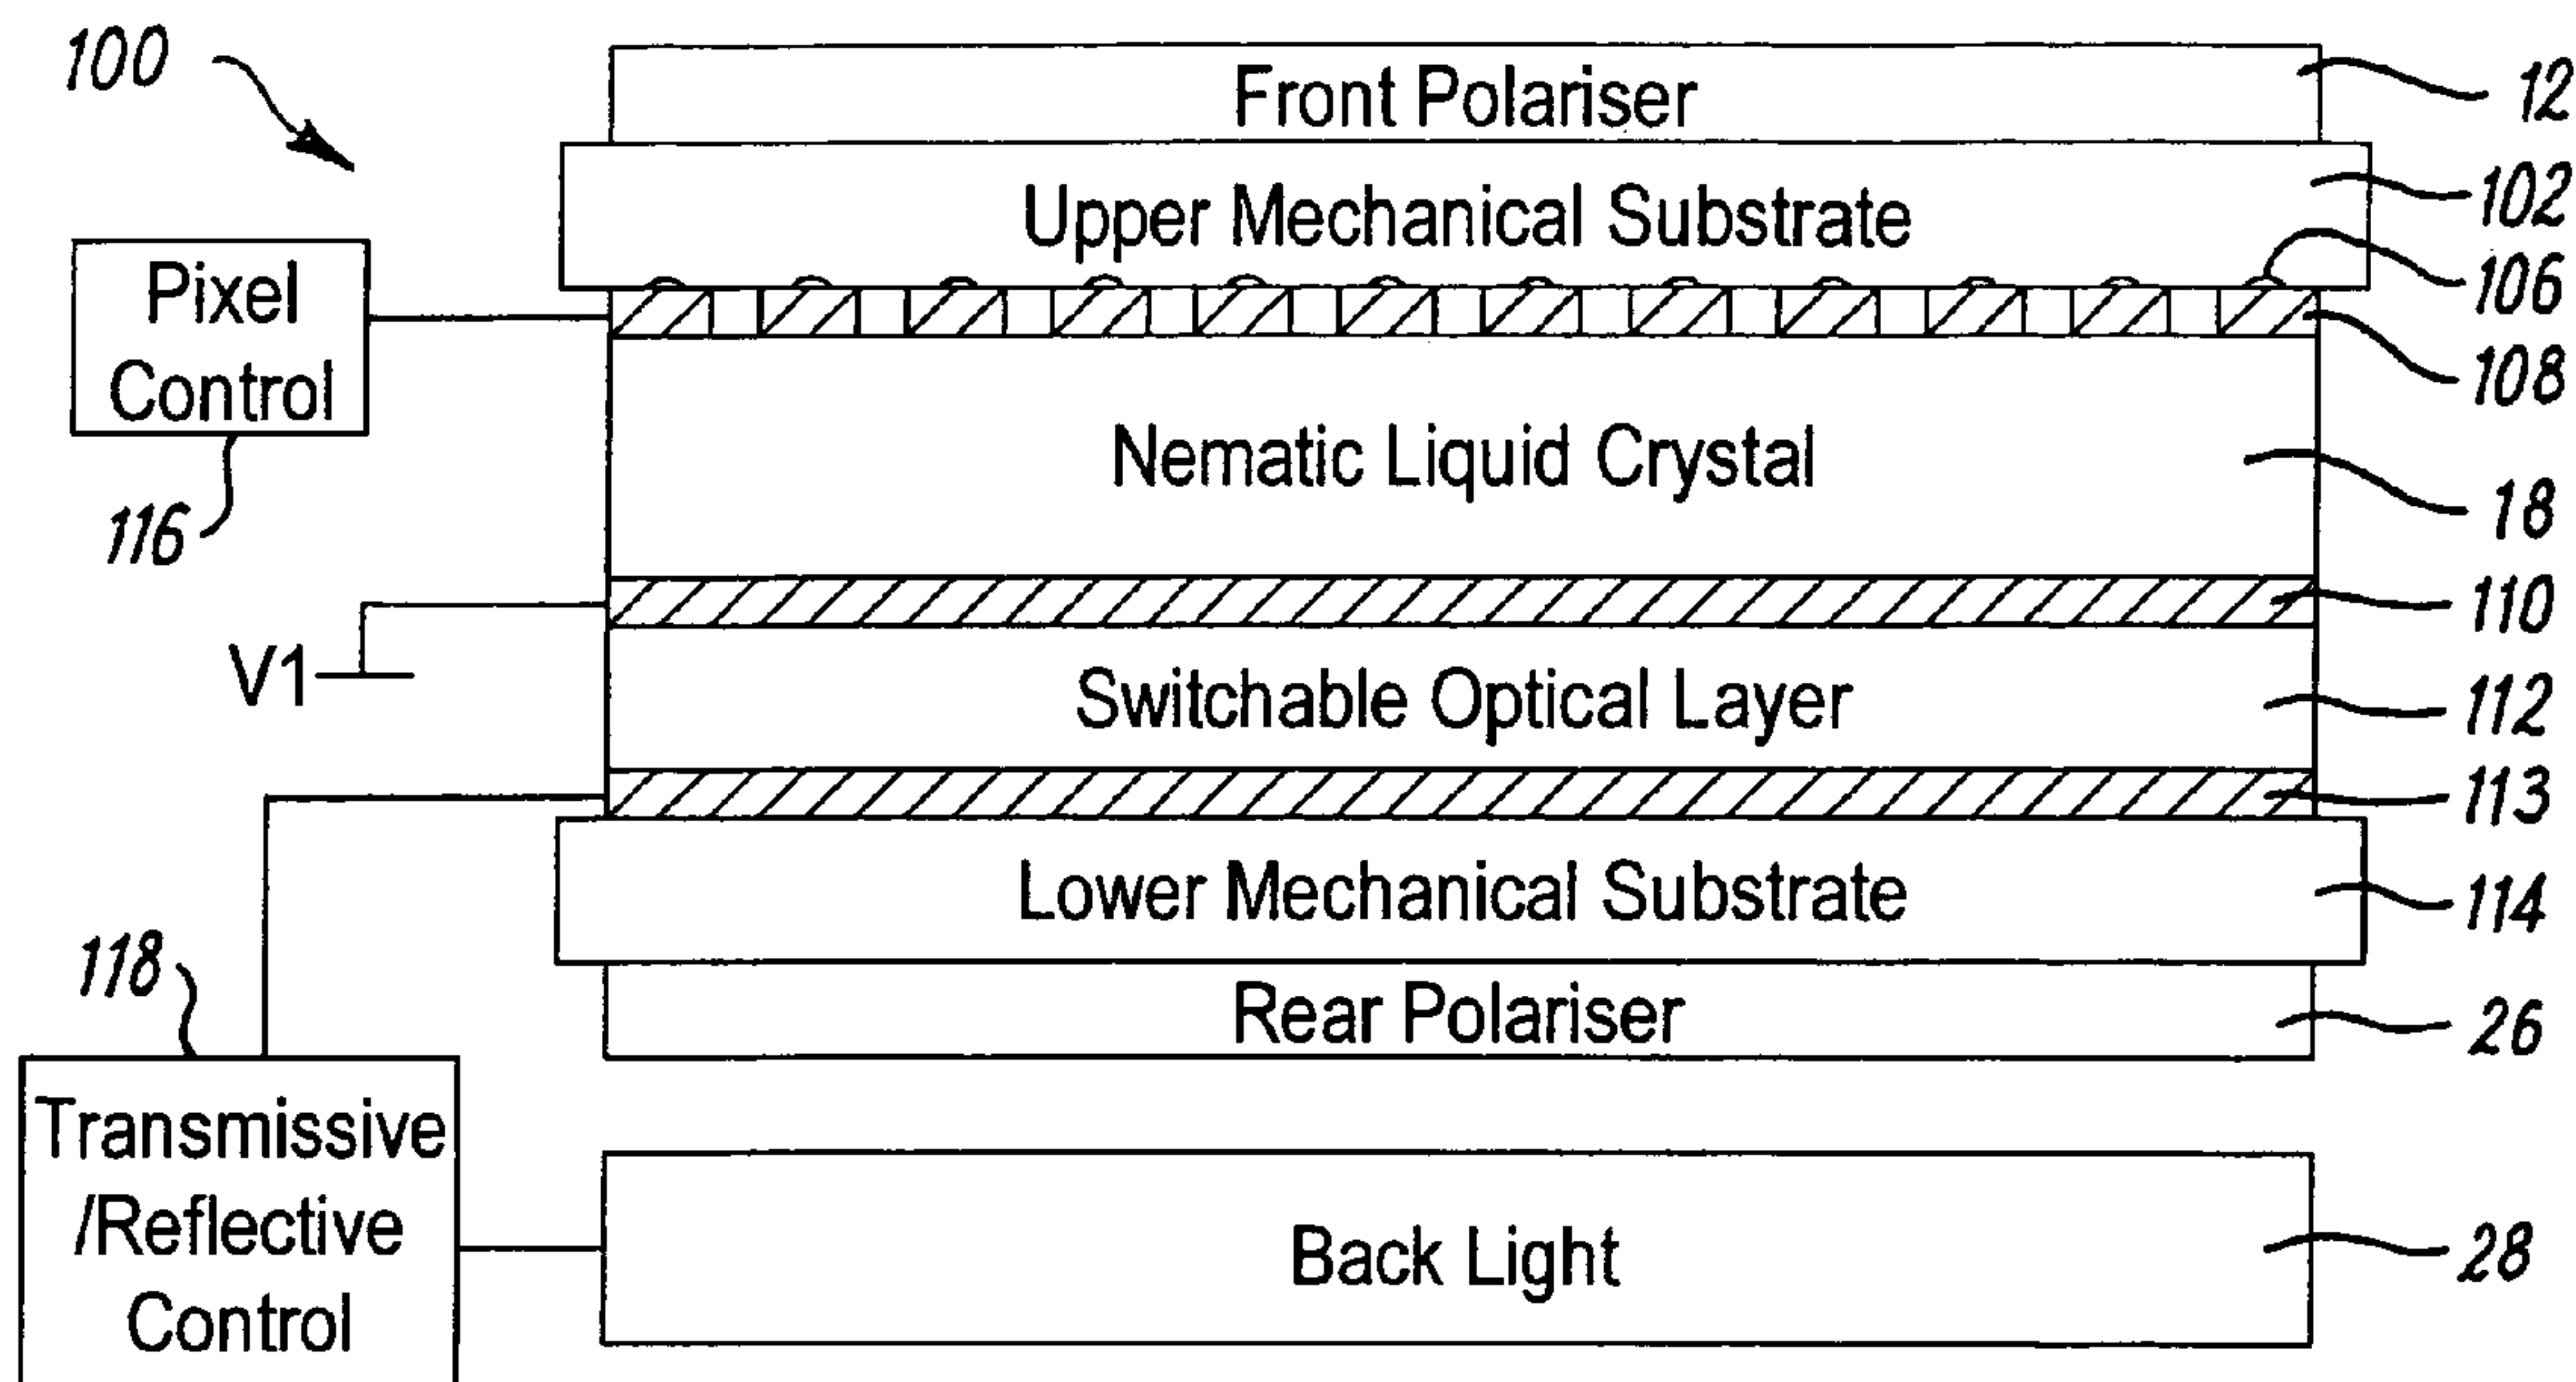 100
Front Polariser
12
Upper Mechanical Substrate
102
106
Pixel
Control
108
116
Nematic Liquid Crystal
18
110
V1
Switchable Optical Layer
112
113
Lower Mechanical Substrate
114
118
Rear Polariser
26
Transmissive
/Reflective
Control
Back Light
28